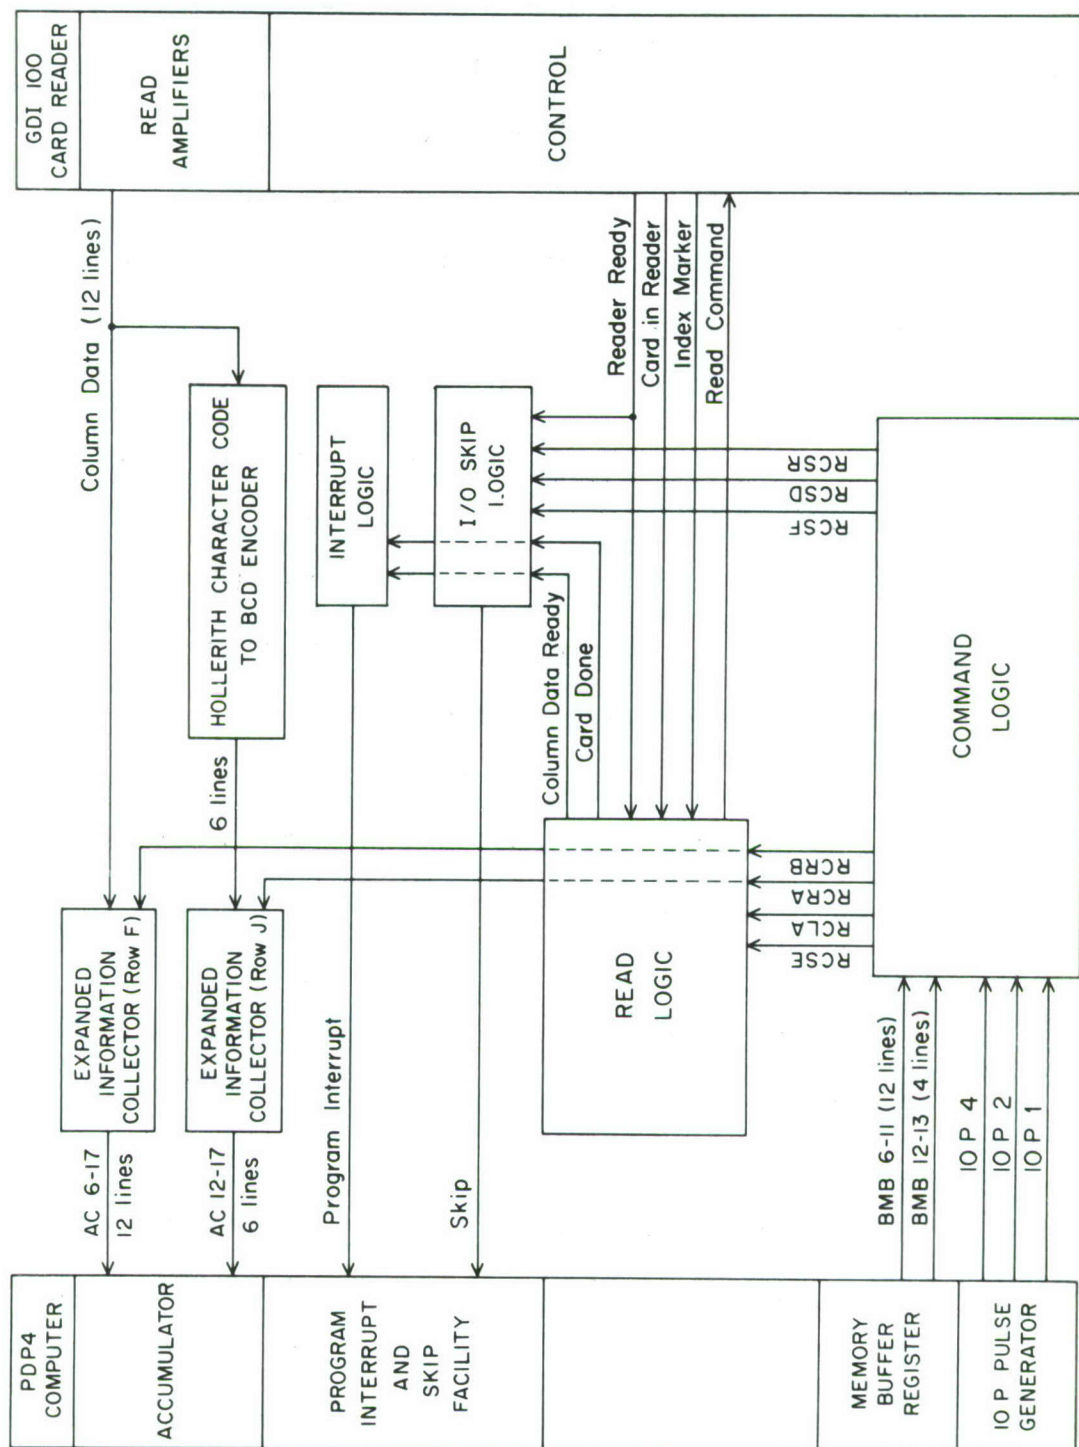 PDP4
COMPUTER
ACCUMULATOR
PROGRAM
INTERRUPT
AND
SKIP
FACILITY
MEMORY
BUFFER
REGISTER
IOP PULSE
GENERATOR
AC 6-17
12 lines
AC 12-17
6 lines
Program Interrupt
Skip
BMB 6-11 (12 lines)
BMB 12-13 (4 lines)
IOP 4
IOP 2
IOP 1
EXPANDED
INFORMATION
COLLECTOR (Row F)
EXPANDED
INFORMATION
COLLECTOR (Row J)
READ
LOGIC
RCSE
RCLA
RCRA
RCRB
6 lines
Column Data Ready
Card Done
COMMAND
LOGIC
HOLLERITH CHARACTER CODE
TO BCD ENCODER
INTERRUPT
LOGIC
I/O SKIP
LOGIC
RCSF
RCSD
RCSR
Column Data (12 lines)
Reader Ready
Card in Reader
Index Marker
Read Command
GDI 100
CARD READER
READ
AMPLIFIERS
CONTROL